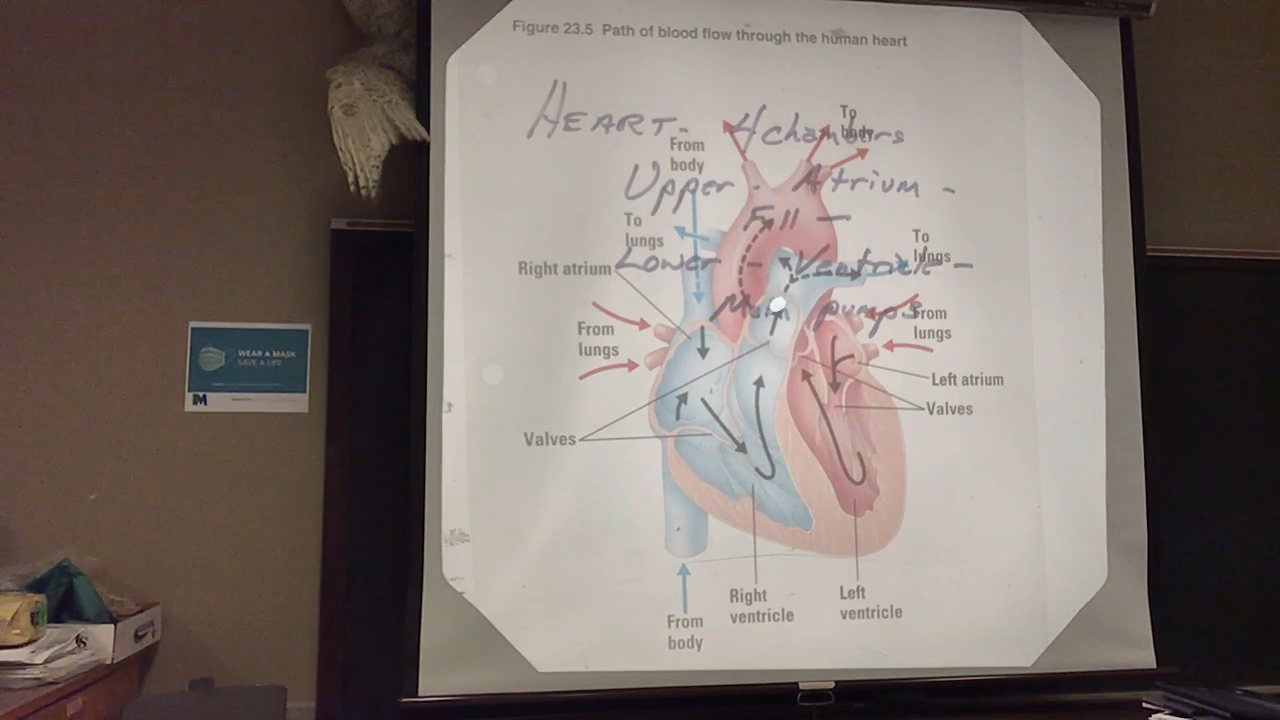 Figure 23.5 Path of blood flow through the human heart
HEART - 4 chambers
To
body
From
body
Upper - Atrium -
Fill -
To
lungs
To
lungs
Right atrium
Lower - Ventricle -
Main pumps
From
lungs
From
lungs
Left atrium
Valves
Valves
Right
ventricle
Left
ventricle
From
body
WEAR A MASK
SAVE A LIFE
M